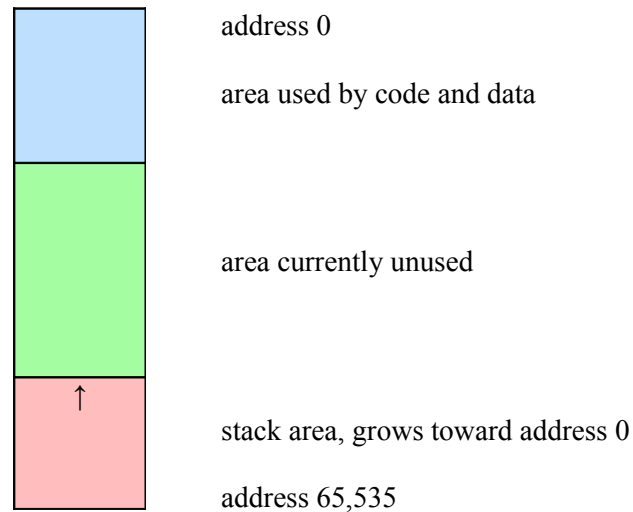 address 0
area used by code and data
area currently unused
↑
stack area, grows toward address 0
address 65,535